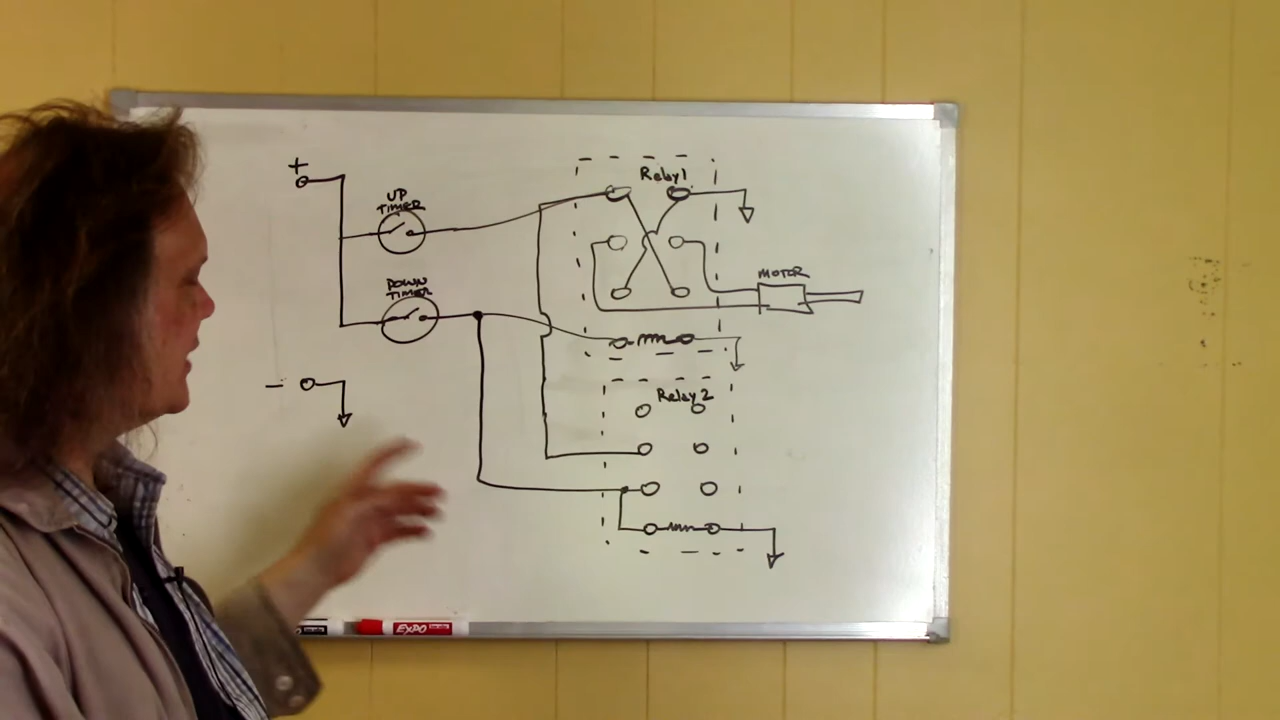 +
Relay1
UP
TIMER
MOTOR
DOWN
TIMER
−
Relay 2
EXPO